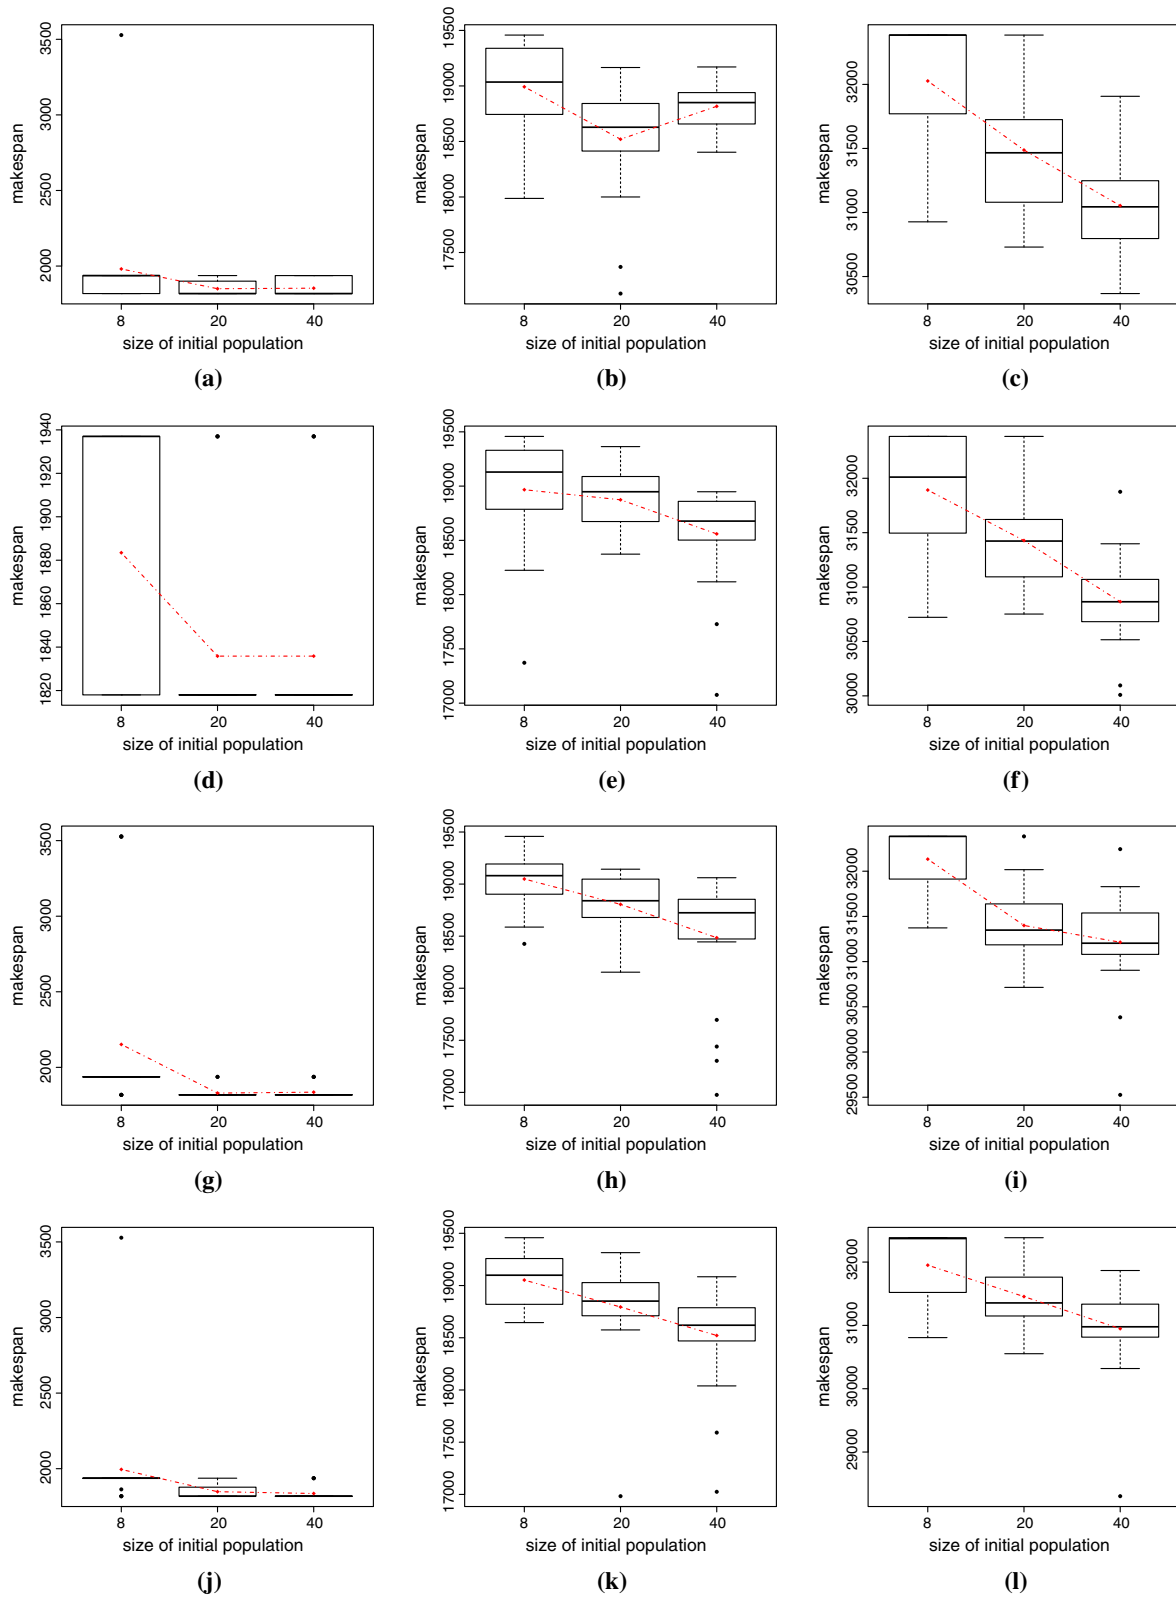 makespan
2000 2500 3000 3500
8 20 40
size of initial population
(a)
makespan
17500 18000 18500 19000 19500
8 20 40
size of initial population
(b)
makespan
30500 31000 31500 32000
8 20 40
size of initial population
(c)
makespan
1820 1840 1860 1880 1900 1920 1940
8 20 40
size of initial population
(d)
makespan
17000 17500 18000 18500 19000 19500
8 20 40
size of initial population
(e)
makespan
30000 30500 31000 31500 32000
8 20 40
size of initial population
(f)
makespan
2000 2500 3000 3500
8 20 40
size of initial population
(g)
makespan
17000 17500 18000 18500 19000 19500
8 20 40
size of initial population
(h)
makespan
29500 30000 30500 31000 31500 32000
8 20 40
size of initial population
(i)
makespan
2000 2500 3000 3500
8 20 40
size of initial population
(j)
makespan
17000 17500 18000 18500 19000 19500
8 20 40
size of initial population
(k)
makespan
29000 30000 31000 32000
8 20 40
size of initial population
(l)